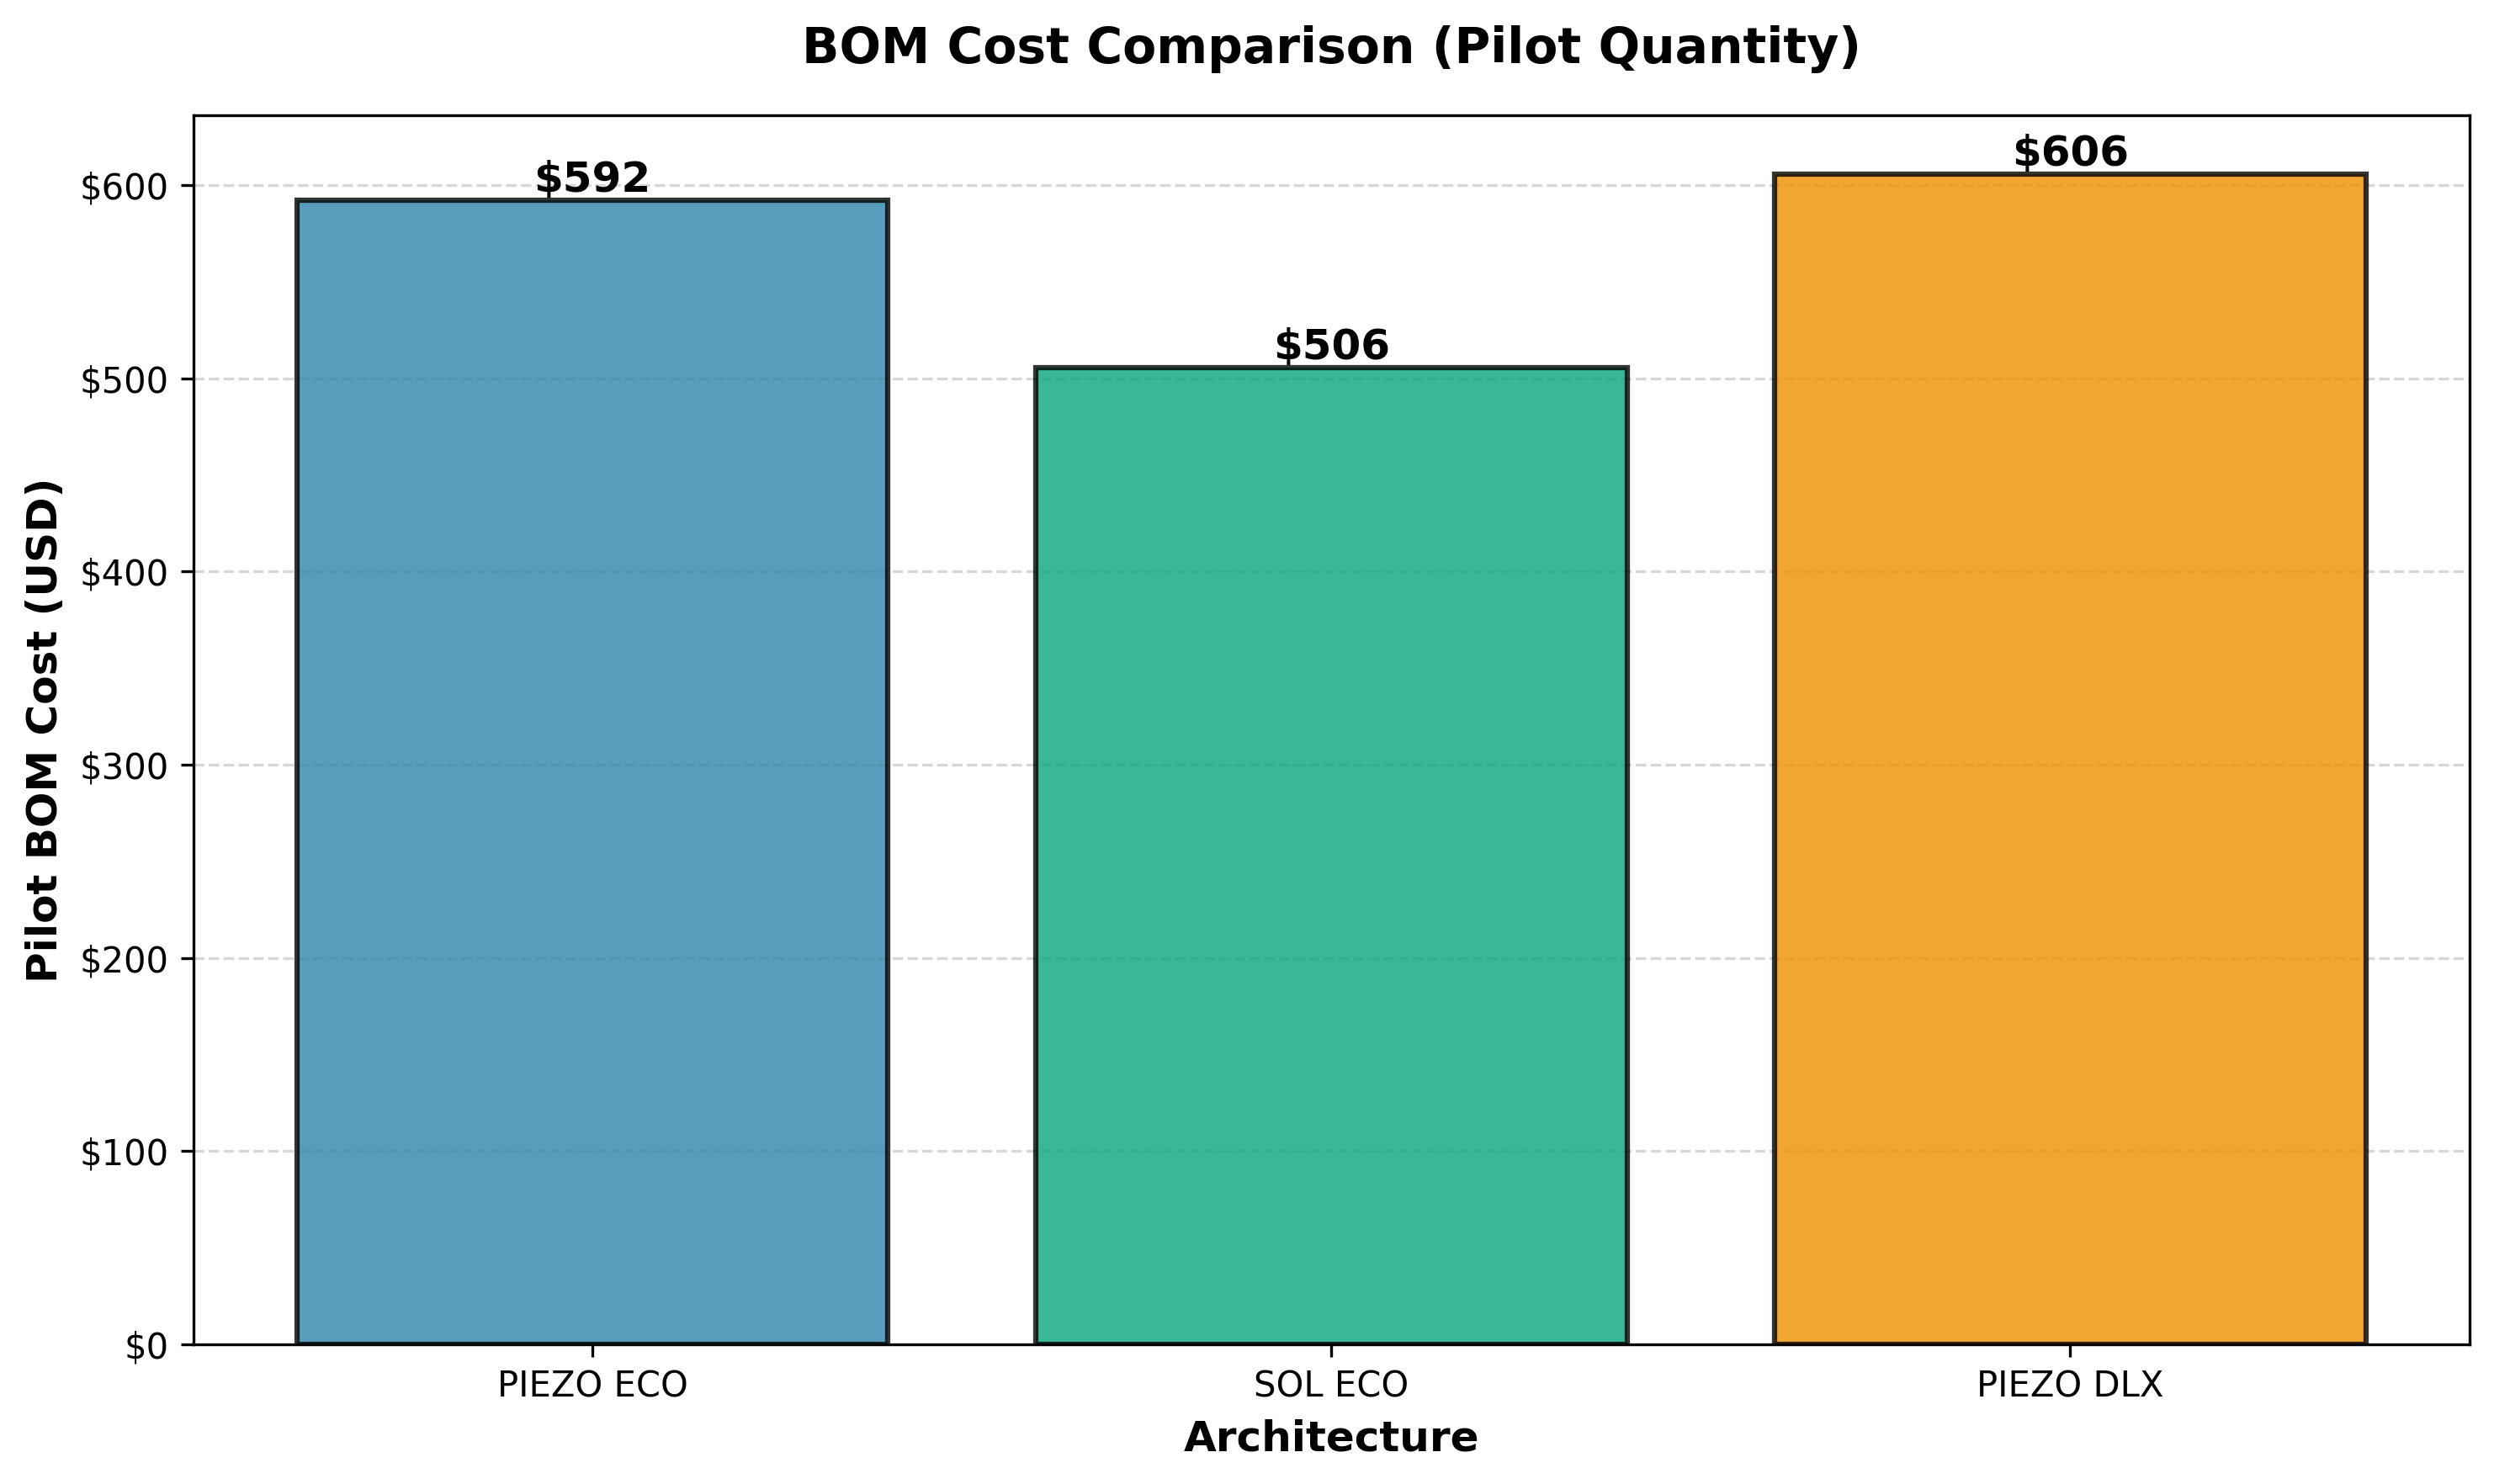 BOM Cost Comparison (Pilot Quantity)
Pilot BOM Cost (USD)
$600
$500
$400
$300
$200
$100
$0
$592
$506
$606
PIEZO ECO
SOL ECO
PIEZO DLX
Architecture